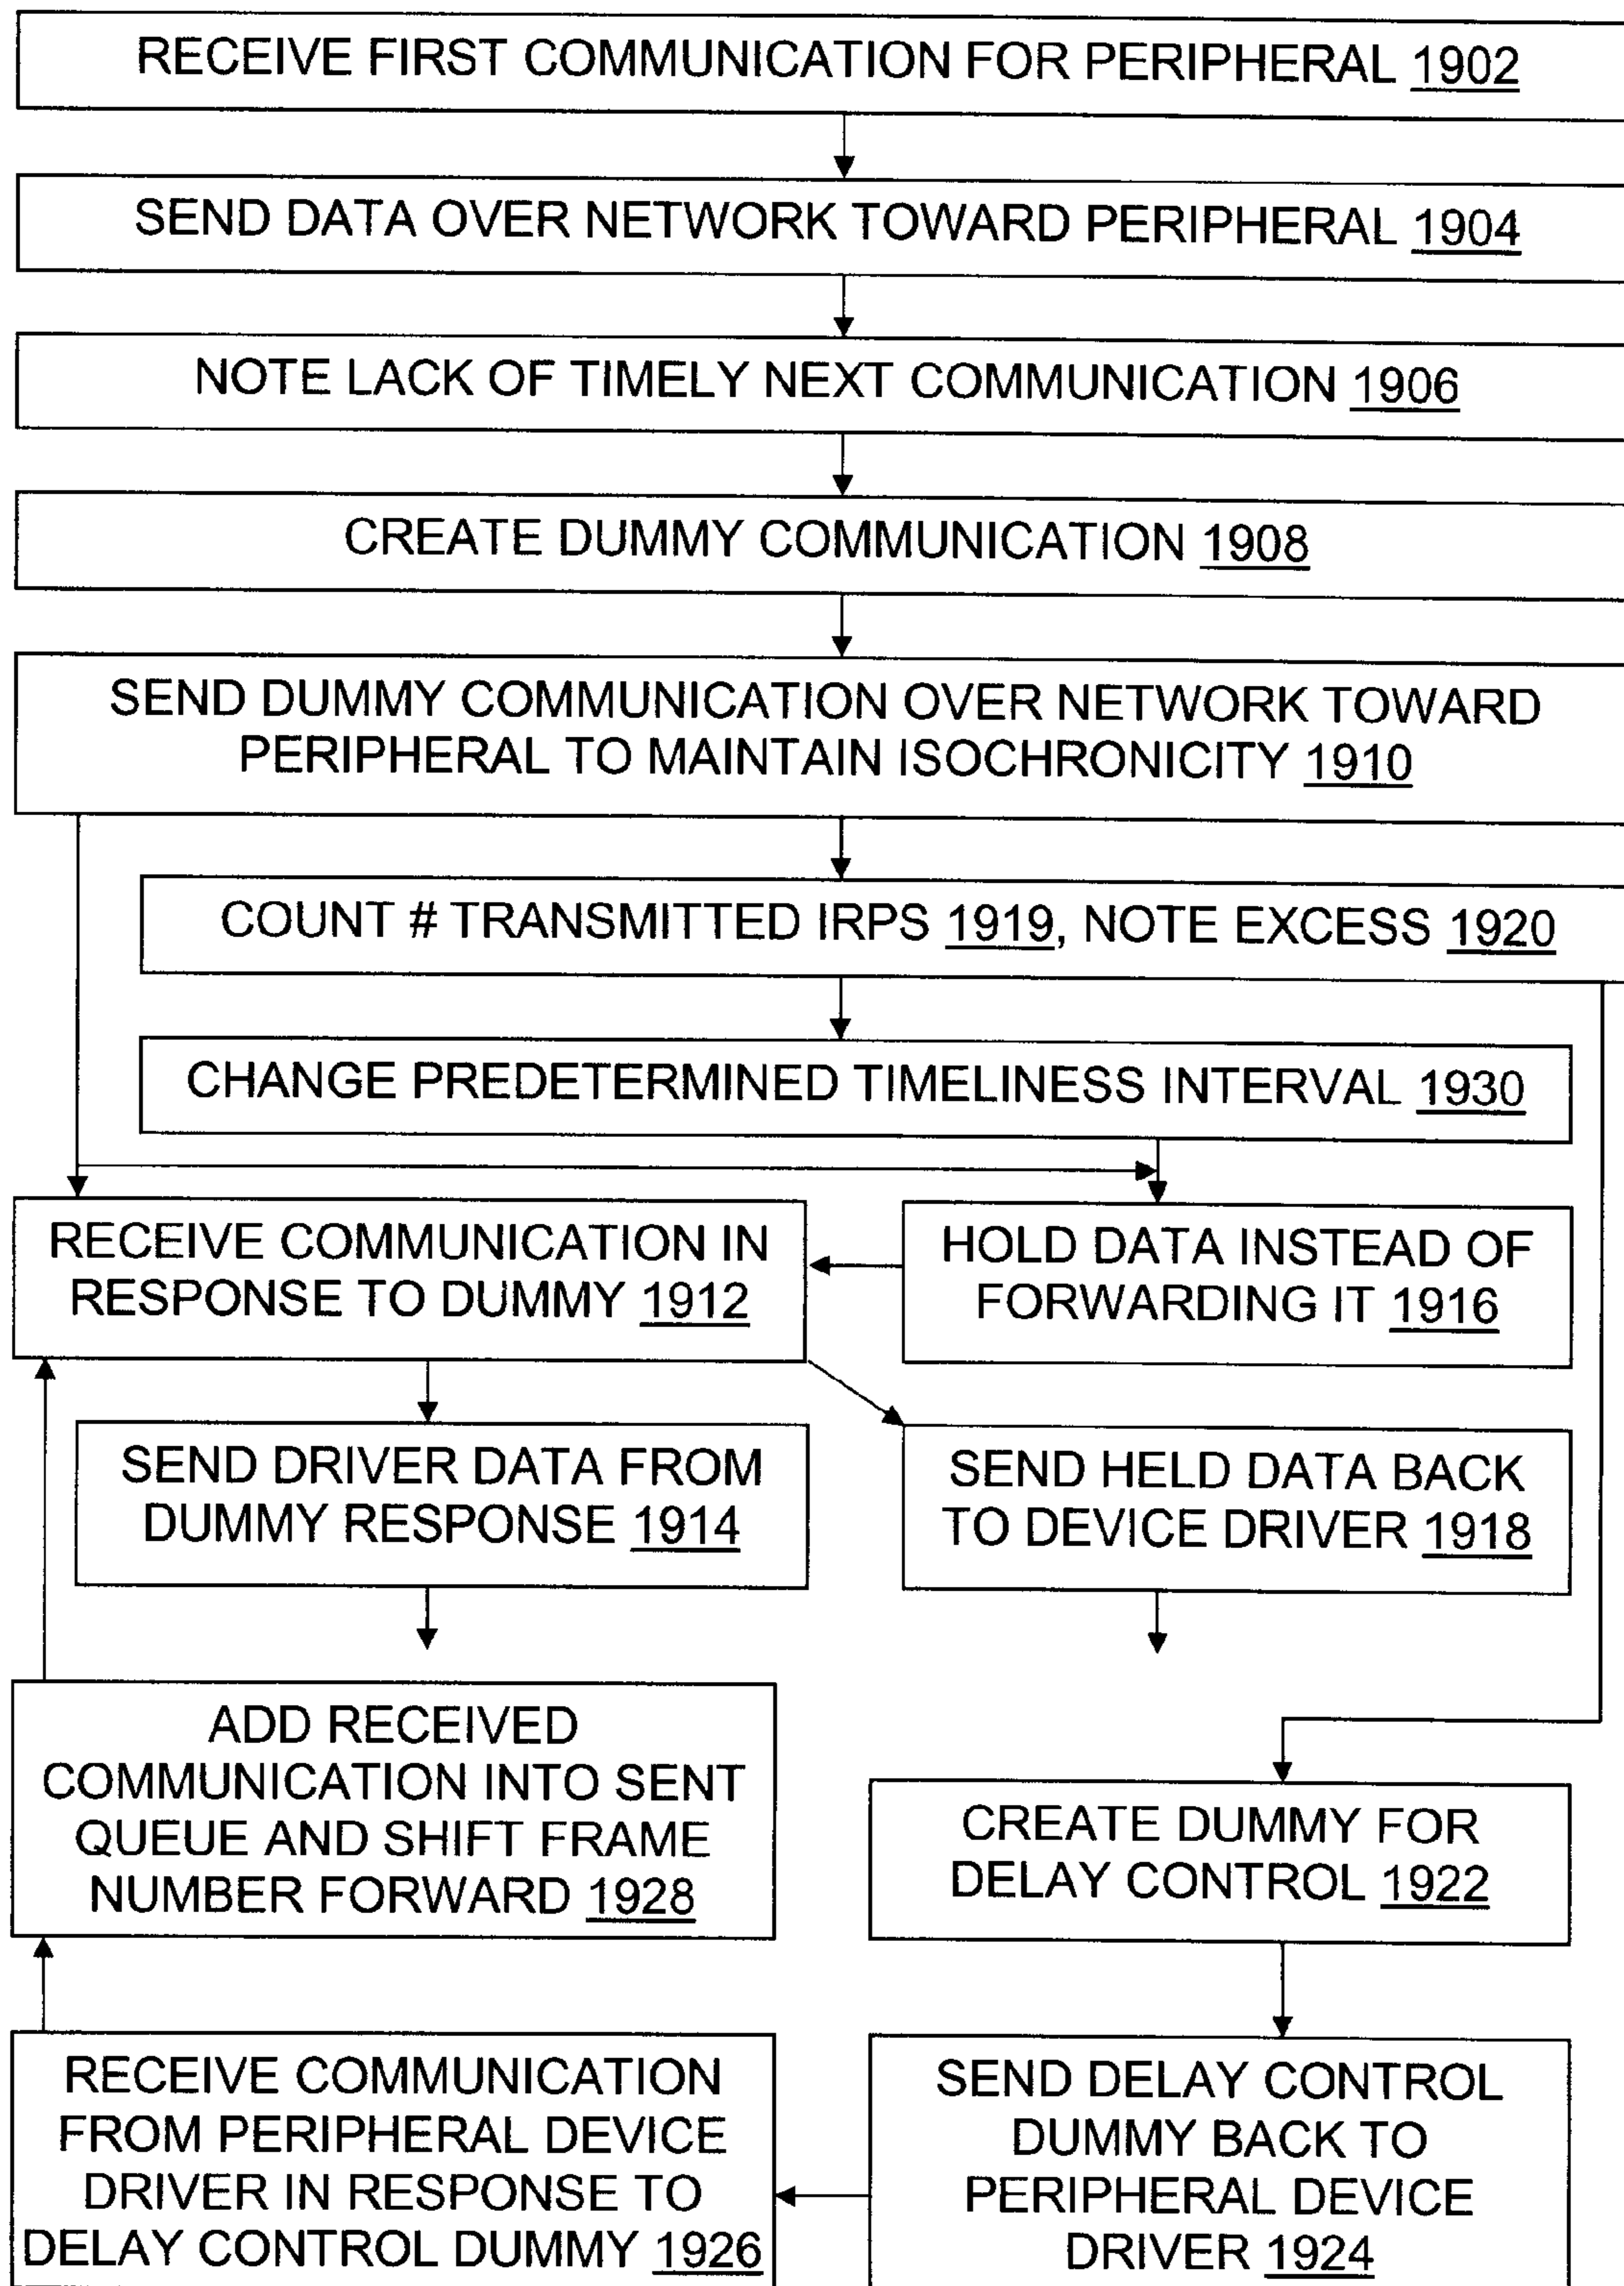 RECEIVE FIRST COMMUNICATION FOR PERIPHERAL 1902
SEND DATA OVER NETWORK TOWARD PERIPHERAL 1904
NOTE LACK OF TIMELY NEXT COMMUNICATION 1906
CREATE DUMMY COMMUNICATION 1908
SEND DUMMY COMMUNICATION OVER NETWORK TOWARD
PERIPHERAL TO MAINTAIN ISOCHRONICITY 1910
COUNT # TRANSMITTED IRPS 1919, NOTE EXCESS 1920
CHANGE PREDETERMINED TIMELINESS INTERVAL 1930
RECEIVE COMMUNICATION IN
RESPONSE TO DUMMY 1912
HOLD DATA INSTEAD OF
FORWARDING IT 1916
SEND DRIVER DATA FROM
DUMMY RESPONSE 1914
SEND HELD DATA BACK
TO DEVICE DRIVER 1918
ADD RECEIVED
COMMUNICATION INTO SENT
QUEUE AND SHIFT FRAME
NUMBER FORWARD 1928
CREATE DUMMY FOR
DELAY CONTROL 1922
RECEIVE COMMUNICATION
FROM PERIPHERAL DEVICE
DRIVER IN RESPONSE TO
DELAY CONTROL DUMMY 1926
SEND DELAY CONTROL
DUMMY BACK TO
PERIPHERAL DEVICE
DRIVER 1924